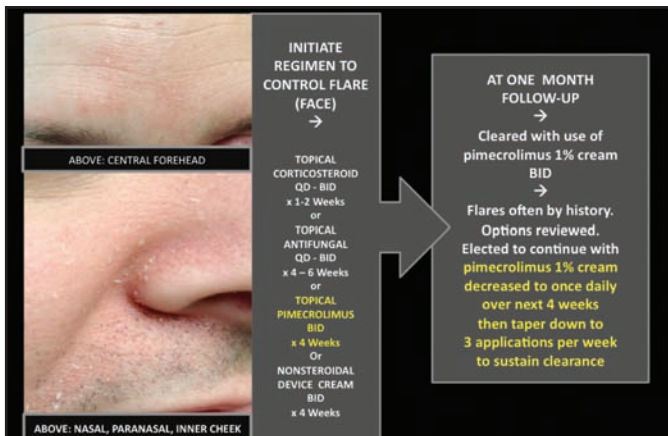 ABOVE: CENTRAL FOREHEAD
ABOVE: NASAL, PARANASAL, INNER CHEEK
INITIATE
REGIMEN TO
CONTROL FLARE
(FACE)
→
TOPICAL
CORTICOSTEROID
QD - BID
x 1-2 Weeks
or
TOPICAL
ANTIFUNGAL
QD - BID
x 4 – 6 Weeks
or
TOPICAL
PIMECROLIMUS
BID
x 4 Weeks
Or
NONSTEROIDAL
DEVICE CREAM
BID
x 4 Weeks
AT ONE MONTH
FOLLOW-UP
→
Cleared with use of
pimecrolimus 1% cream
BID
→
Flares often by history.
Options reviewed.
Elected to continue with
pimecrolimus 1% cream
decreased to once daily
over next 4 weeks
then taper down to
3 applications per week
to sustain clearance